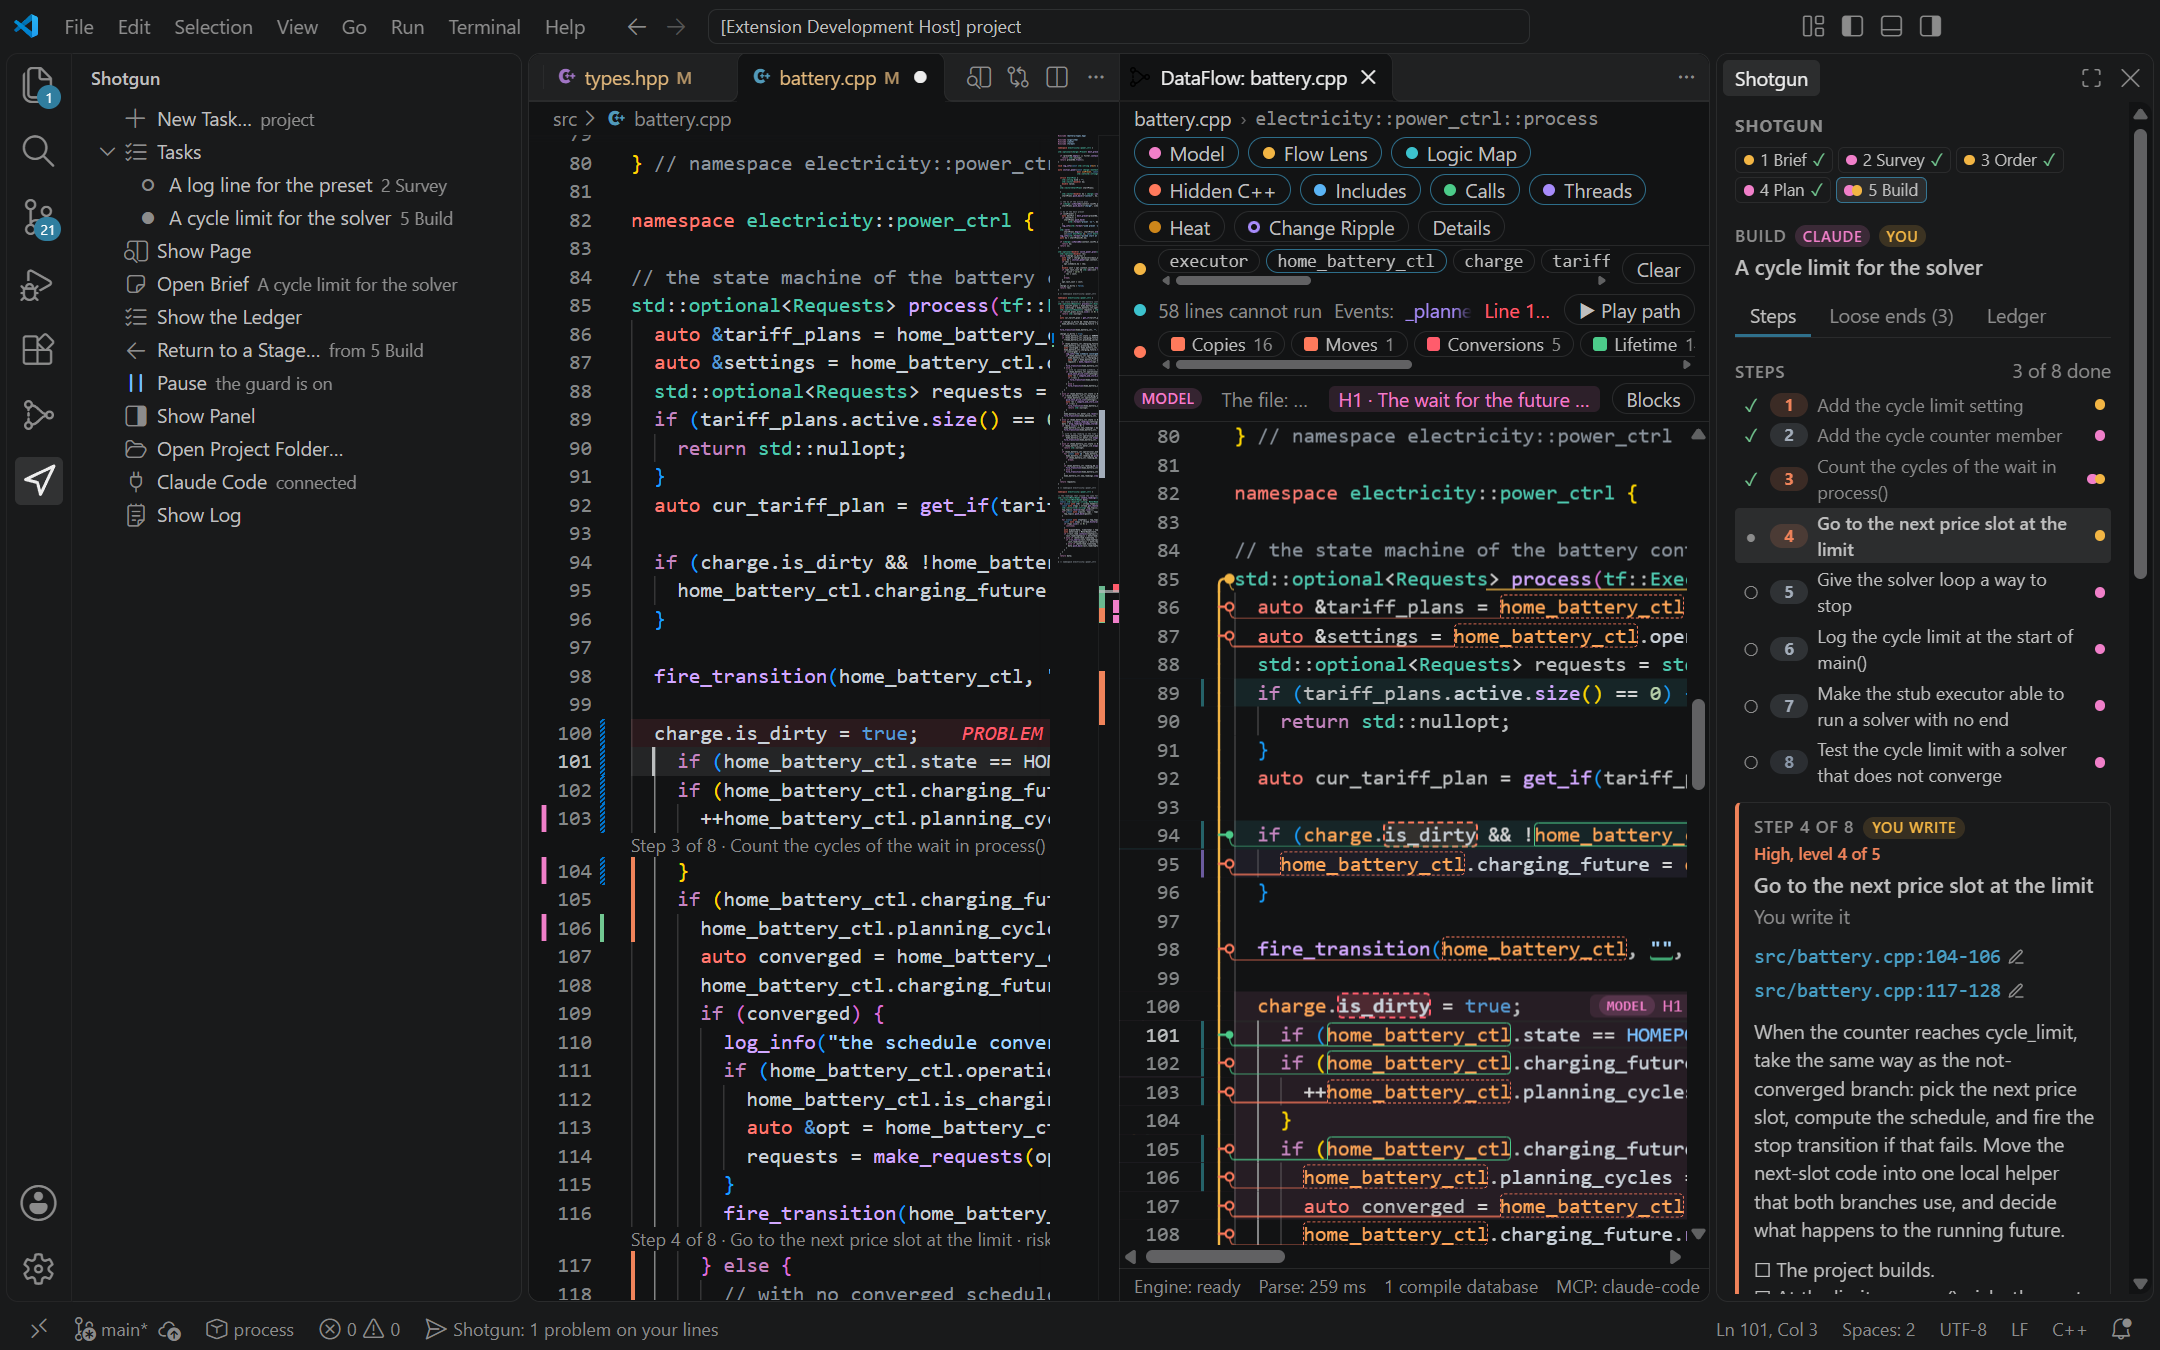 File Edit Selection View Go Run Terminal Help
[Extension Development Host] project
Shotgun
New Task... project
Tasks
A log line for the preset 2 Survey
A cycle limit for the solver 5 Build
Show Page
Open Brief A cycle limit for the solver
Show the Ledger
Return to a Stage... from 5 Build
Pause the guard is on
Show Panel
Open Project Folder...
Claude Code connected
Show Log
1
21
types.hpp M
battery.cpp M
src > battery.cpp
79
80 } // namespace electricity::power_ctr
81
82 namespace electricity::power_ctrl {
83
84 // the state machine of the battery
85 std::optional<Requests> process(tf::
86 auto &tariff_plans = home_battery_
87 auto &settings = home_battery_ctl.
88 std::optional<Requests> requests =
89 if (tariff_plans.active.size() ==
90 return std::nullopt;
91 }
92 auto cur_tariff_plan = get_if(tari
93
94 if (charge.is_dirty && !home_batte
95 home_battery_ctl.charging_future
96 }
97
98 fire_transition(home_battery_ctl,
99
100 charge.is_dirty = true; PROBLEM
101 if (home_battery_ctl.state == HO
102 if (home_battery_ctl.charging_fu
103 ++home_battery_ctl.planning_cy
Step 3 of 8 · Count the cycles of the wait in process()
104 }
105 if (home_battery_ctl.charging_fu
106 home_battery_ctl.planning_cycl
107 auto converged = home_battery_
108 home_battery_ctl.charging_futu
109 if (converged) {
110 log_info("the schedule conve
111 if (home_battery_ctl.operati
112 home_battery_ctl.is_chargi
113 auto &opt = home_battery_c
114 requests = make_requests(o
115 }
116 fire_transition(home_battery_
Step 4 of 8 · Go to the next price slot at the limit · risk
117 } else {
118 // with no converged schedule
DataFlow: battery.cpp
battery.cpp › electricity::power_ctrl::process
Model Flow Lens Logic Map
Hidden C++ Includes Calls Threads
Heat Change Ripple Details
executor home_battery_ctl charge tariff Clear
58 lines cannot run Events: _planne Line 1... Play path
Copies 16 Moves 1 Conversions 5 Lifetime
MODEL The file: ... H1 · The wait for the future ... Blocks
80 } // namespace electricity::power_ctrl
81
82 namespace electricity::power_ctrl {
83
84 // the state machine of the battery con
85 std::optional<Requests> process(tf::Exe
86 auto &tariff_plans = home_battery_ctl
87 auto &settings = home_battery_ctl.ope
88 std::optional<Requests> requests = st
89 if (tariff_plans.active.size() == 0)
90 return std::nullopt;
91 }
92 auto cur_tariff_plan = get_if(tariff_
93
94 if (charge.is_dirty && !home_battery_
95 home_battery_ctl.charging_future =
96 }
97
98 fire_transition(home_battery_ctl, "",
99
100 charge.is_dirty = true; MODEL H1
101 if (home_battery_ctl.state == HOMEP
102 if (home_battery_ctl.charging_futur
103 ++home_battery_ctl.planning_cycle
104 }
105 if (home_battery_ctl.charging_futur
106 home_battery_ctl.planning_cycles =
107 auto converged = home_battery_ctl
108 home_battery_ctl.charging_future.
Engine: ready Parse: 259 ms 1 compile database MCP: claude-code
Shotgun
SHOTGUN
1 Brief ✓ 2 Survey ✓ 3 Order ✓
4 Plan ✓ 5 Build
BUILD CLAUDE YOU
A cycle limit for the solver
Steps Loose ends (3) Ledger
STEPS 3 of 8 done
✓ 1 Add the cycle limit setting
✓ 2 Add the cycle counter member
✓ 3 Count the cycles of the wait in
process()
4 Go to the next price slot at the
limit
5 Give the solver loop a way to
stop
6 Log the cycle limit at the start of
main()
7 Make the stub executor able to
run a solver with no end
8 Test the cycle limit with a solver
that does not converge
STEP 4 OF 8 YOU WRITE
High, level 4 of 5
Go to the next price slot at the limit
You write it
src/battery.cpp:104-106
src/battery.cpp:117-128
When the counter reaches cycle_limit,
take the same way as the not-
converged branch: pick the next price
slot, compute the schedule, and fire the
stop transition if that fails. Move the
next-slot code into one local helper
that both branches use, and decide
what happens to the running future.
☐ The project builds.
main* process 0 0 Shotgun: 1 problem on your lines
Ln 101, Col 3 Spaces: 2 UTF-8 LF C++